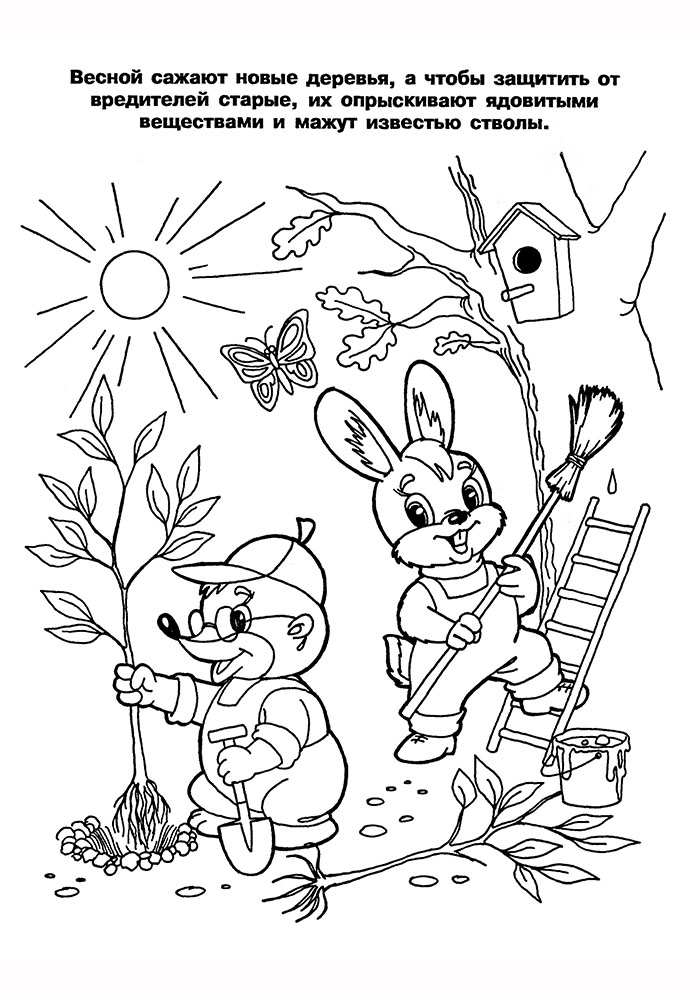 Весной сажают новые деревья, а чтобы защитить от
вредителей старые, их опрыскивают ядовитыми
веществами и мажут известью стволы.